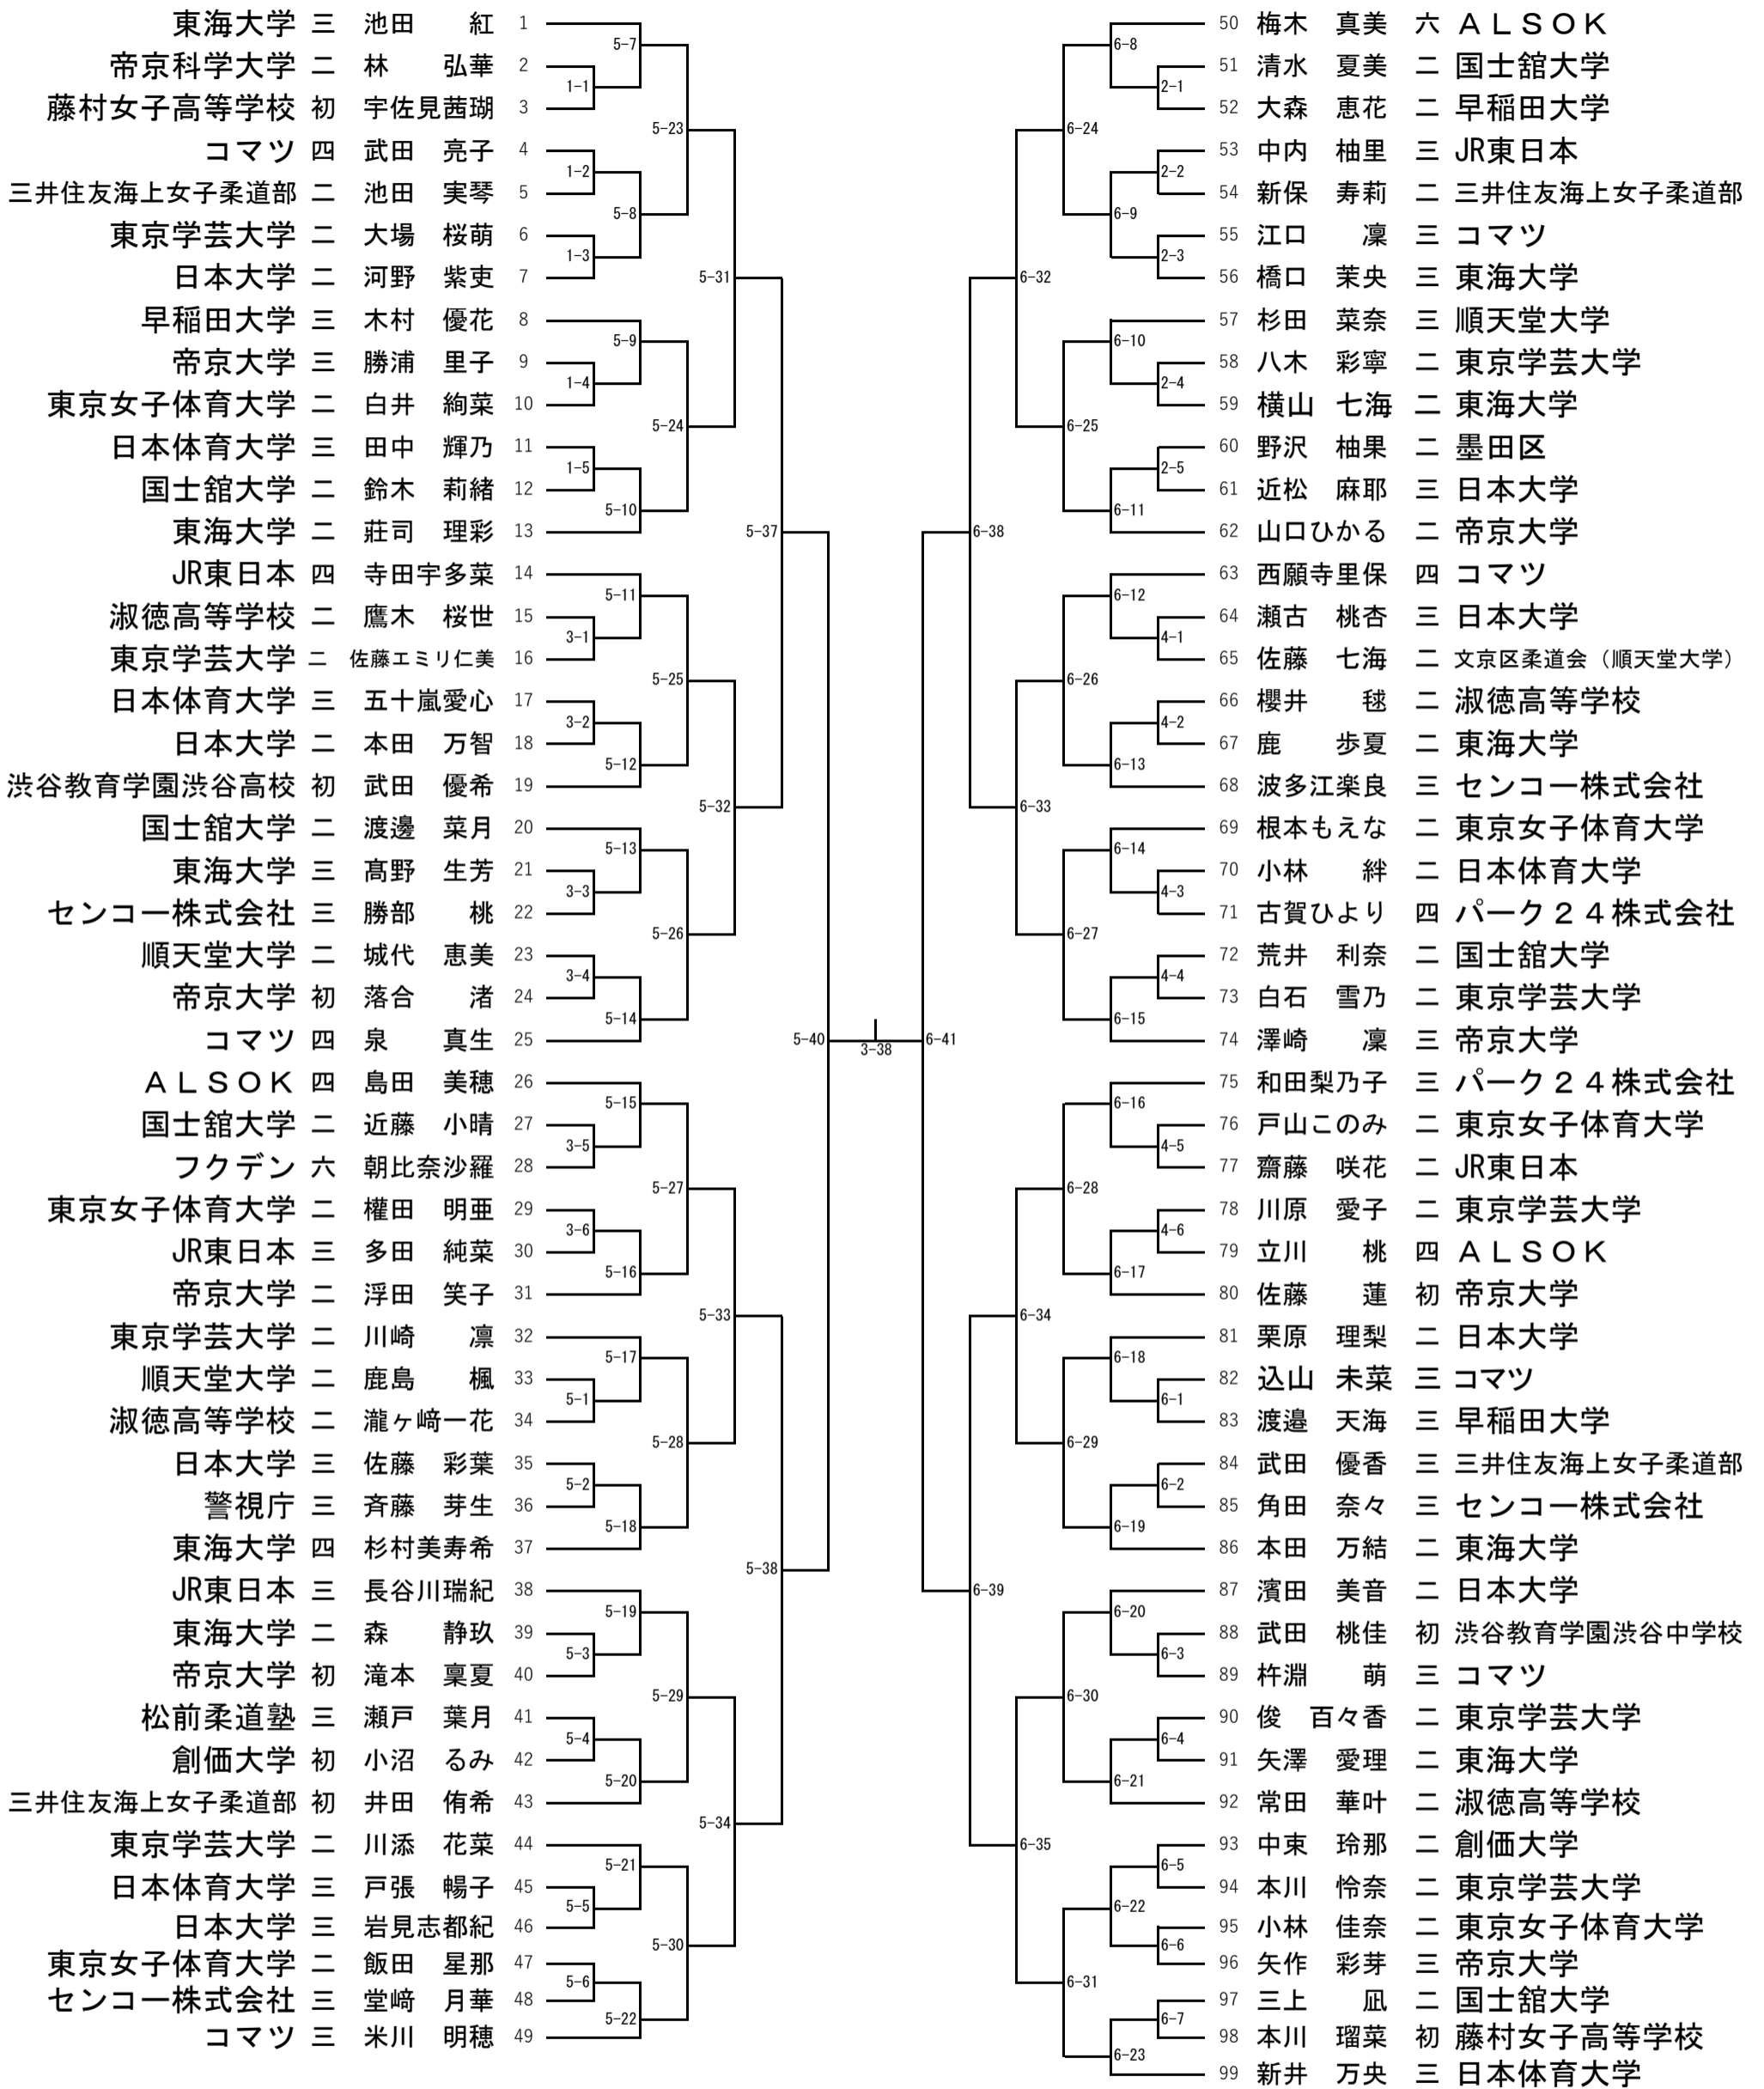 東海大学 三 池田 紅 1
帝京科学大学 二 林 弘華 2
藤村女子高等学校 初 宇佐見茜瑚 3
コマツ 四 武田 亮子 4
三井住友海上女子柔道部 二 池田 実琴 5
東京学芸大学 二 大場 桜萌 6
日本大学 二 河野 紫吏 7
早稲田大学 三 木村 優花 8
帝京大学 三 勝浦 里子 9
東京女子体育大学 二 白井 絢菜 10
日本体育大学 三 田中 輝乃 11
国士舘大学 二 鈴木 莉緒 12
東海大学 二 莊司 理彩 13
JR東日本 四 寺田宇多菜 14
淑徳高等学校 二 鷹木 桜世 15
東京学芸大学 二 佐藤エミリ仁美 16
日本体育大学 三 五十嵐愛心 17
日本大学 二 本田 万智 18
渋谷教育学園渋谷高校 初 武田 優希 19
国士舘大学 二 渡邊 菜月 20
東海大学 三 髙野 生芳 21
センコー株式会社 三 勝部 桃 22
順天堂大学 二 城代 恵美 23
帝京大学 初 落合 渚 24
コマツ 四 泉 真生 25
ＡＬＳＯＫ 四 島田 美穂 26
国士舘大学 二 近藤 小晴 27
フクデン 六 朝比奈沙羅 28
東京女子体育大学 二 權田 明亜 29
JR東日本 三 多田 純菜 30
帝京大学 二 浮田 笑子 31
東京学芸大学 二 川崎 凛 32
順天堂大学 二 鹿島 楓 33
淑徳高等学校 二 瀧ヶ﨑一花 34
日本大学 三 佐藤 彩葉 35
警視庁 三 斉藤 芽生 36
東海大学 四 杉村美寿希 37
JR東日本 三 長谷川瑞紀 38
東海大学 二 森 静玖 39
帝京大学 初 滝本 稟夏 40
松前柔道塾 三 瀬戸 葉月 41
創価大学 初 小沼 るみ 42
三井住友海上女子柔道部 初 井田 侑希 43
東京学芸大学 二 川添 花菜 44
日本体育大学 三 戸張 暢子 45
日本大学 三 岩見志都紀 46
東京女子体育大学 二 飯田 星那 47
センコー株式会社 三 堂﨑 月華 48
コマツ 三 米川 明穂 49
1-1
1-2
1-3
1-4
1-5
3-1
3-2
3-3
3-4
3-5
3-6
5-1
5-2
5-3
5-4
5-5
5-6
5-7
5-8
5-9
5-10
5-11
5-12
5-13
5-14
5-15
5-16
5-17
5-18
5-19
5-20
5-21
5-22
5-23
5-24
5-25
5-26
5-27
5-28
5-29
5-30
5-31
5-32
5-33
5-34
5-37
5-38
5-40
3-38
6-41
6-38
6-39
6-32
6-33
6-34
6-35
6-24
6-25
6-26
6-27
6-28
6-29
6-30
6-31
6-8
6-9
6-10
6-11
6-12
6-13
6-14
6-15
6-16
6-17
6-18
6-19
6-20
6-21
6-22
6-23
2-1
2-2
2-3
2-4
2-5
4-1
4-2
4-3
4-4
4-5
4-6
6-1
6-2
6-3
6-4
6-5
6-6
6-7
50 梅木 真美 六 ＡＬＳＯＫ
51 清水 夏美 二 国士舘大学
52 大森 恵花 二 早稲田大学
53 中内 柚里 三 JR東日本
54 新保 寿莉 二 三井住友海上女子柔道部
55 江口 凜 三 コマツ
56 橋口 茉央 三 東海大学
57 杉田 菜奈 三 順天堂大学
58 八木 彩寧 二 東京学芸大学
59 横山 七海 二 東海大学
60 野沢 柚果 二 墨田区
61 近松 麻耶 三 日本大学
62 山口ひかる 二 帝京大学
63 西願寺里保 四 コマツ
64 瀬古 桃杏 三 日本大学
65 佐藤 七海 二 文京区柔道会（順天堂大学）
66 櫻井 毬 二 淑徳高等学校
67 鹿 歩夏 二 東海大学
68 波多江楽良 三 センコー株式会社
69 根本もえな 二 東京女子体育大学
70 小林 絆 二 日本体育大学
71 古賀ひより 四 パーク２４株式会社
72 荒井 利奈 二 国士舘大学
73 白石 雪乃 二 東京学芸大学
74 澤崎 凜 三 帝京大学
75 和田梨乃子 三 パーク２４株式会社
76 戸山このみ 二 東京女子体育大学
77 齋藤 咲花 二 JR東日本
78 川原 愛子 二 東京学芸大学
79 立川 桃 四 ＡＬＳＯＫ
80 佐藤 蓮 初 帝京大学
81 栗原 理梨 二 日本大学
82 込山 未菜 三 コマツ
83 渡邉 天海 三 早稲田大学
84 武田 優香 三 三井住友海上女子柔道部
85 角田 奈々 三 センコー株式会社
86 本田 万結 二 東海大学
87 濱田 美音 二 日本大学
88 武田 桃佳 初 渋谷教育学園渋谷中学校
89 杵淵 萌 三 コマツ
90 俊 百々香 二 東京学芸大学
91 矢澤 愛理 二 東海大学
92 常田 華叶 二 淑徳高等学校
93 中束 玲那 二 創価大学
94 本川 怜奈 二 東京学芸大学
95 小林 佳奈 二 東京女子体育大学
96 矢作 彩芽 三 帝京大学
97 三上 凪 二 国士舘大学
98 本川 瑠菜 初 藤村女子高等学校
99 新井 万央 三 日本体育大学